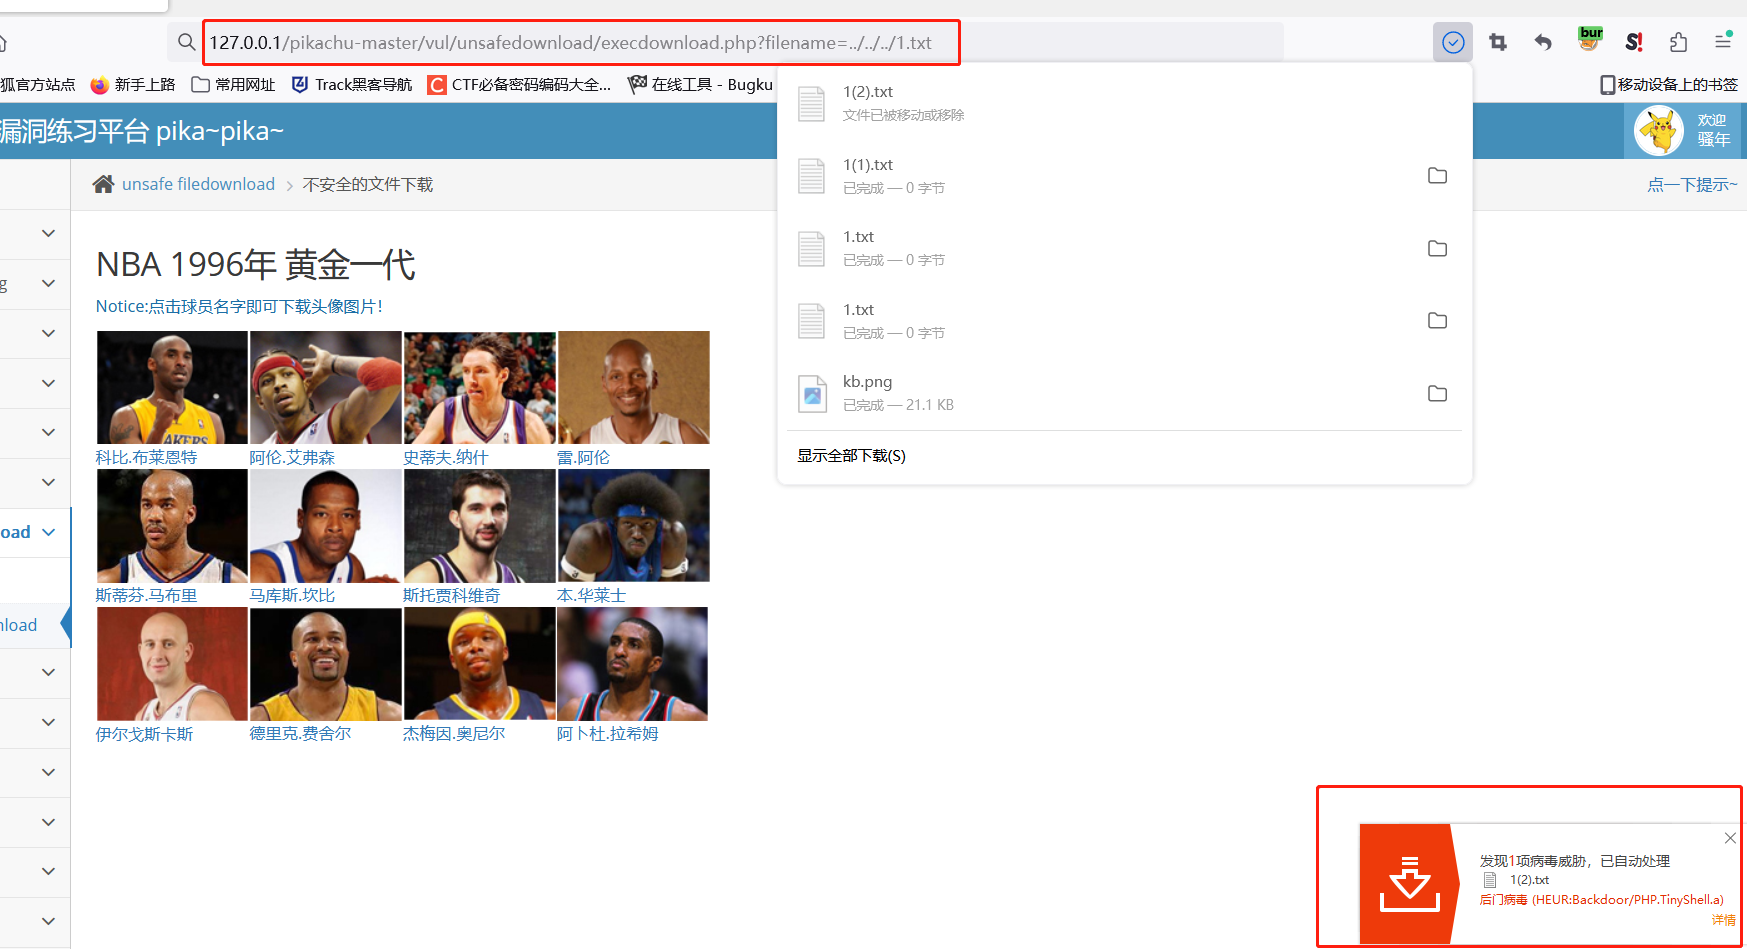 127.0.0.1/pikachu-master/vul/unsafedownload/execdownload.php?filename=../../../1.txt
bur
S!
狐官方站点 新手上路 常用网址 Track黑客导航 C CTF必备密码编码大全... 在线工具 - Bugku 移动设备上的书签
漏洞练习平台 pika~pika~
欢迎
骚年
unsafe filedownload 不安全的文件下载
点一下提示~
1(2).txt
文件已被移动或移除
1(1).txt
已完成 — 0 字节
1.txt
已完成 — 0 字节
1.txt
已完成 — 0 字节
kb.png
已完成 — 21.1 KB
显示全部下载(S)
g
oad
nload
NBA 1996年 黄金一代
Notice:点击球员名字即可下载头像图片!
科比.布莱恩特 阿伦.艾弗森 史蒂夫.纳什 雷.阿伦
斯蒂芬.马布里 马库斯.坎比 斯托贾科维奇 本.华莱士
伊尔戈斯卡斯 德里克.费舍尔 杰梅因.奥尼尔 阿卜杜.拉希姆
发现1项病毒威胁，已自动处理
1(2).txt
后门病毒 (HEUR:Backdoor/PHP.TinyShell.a)
详情